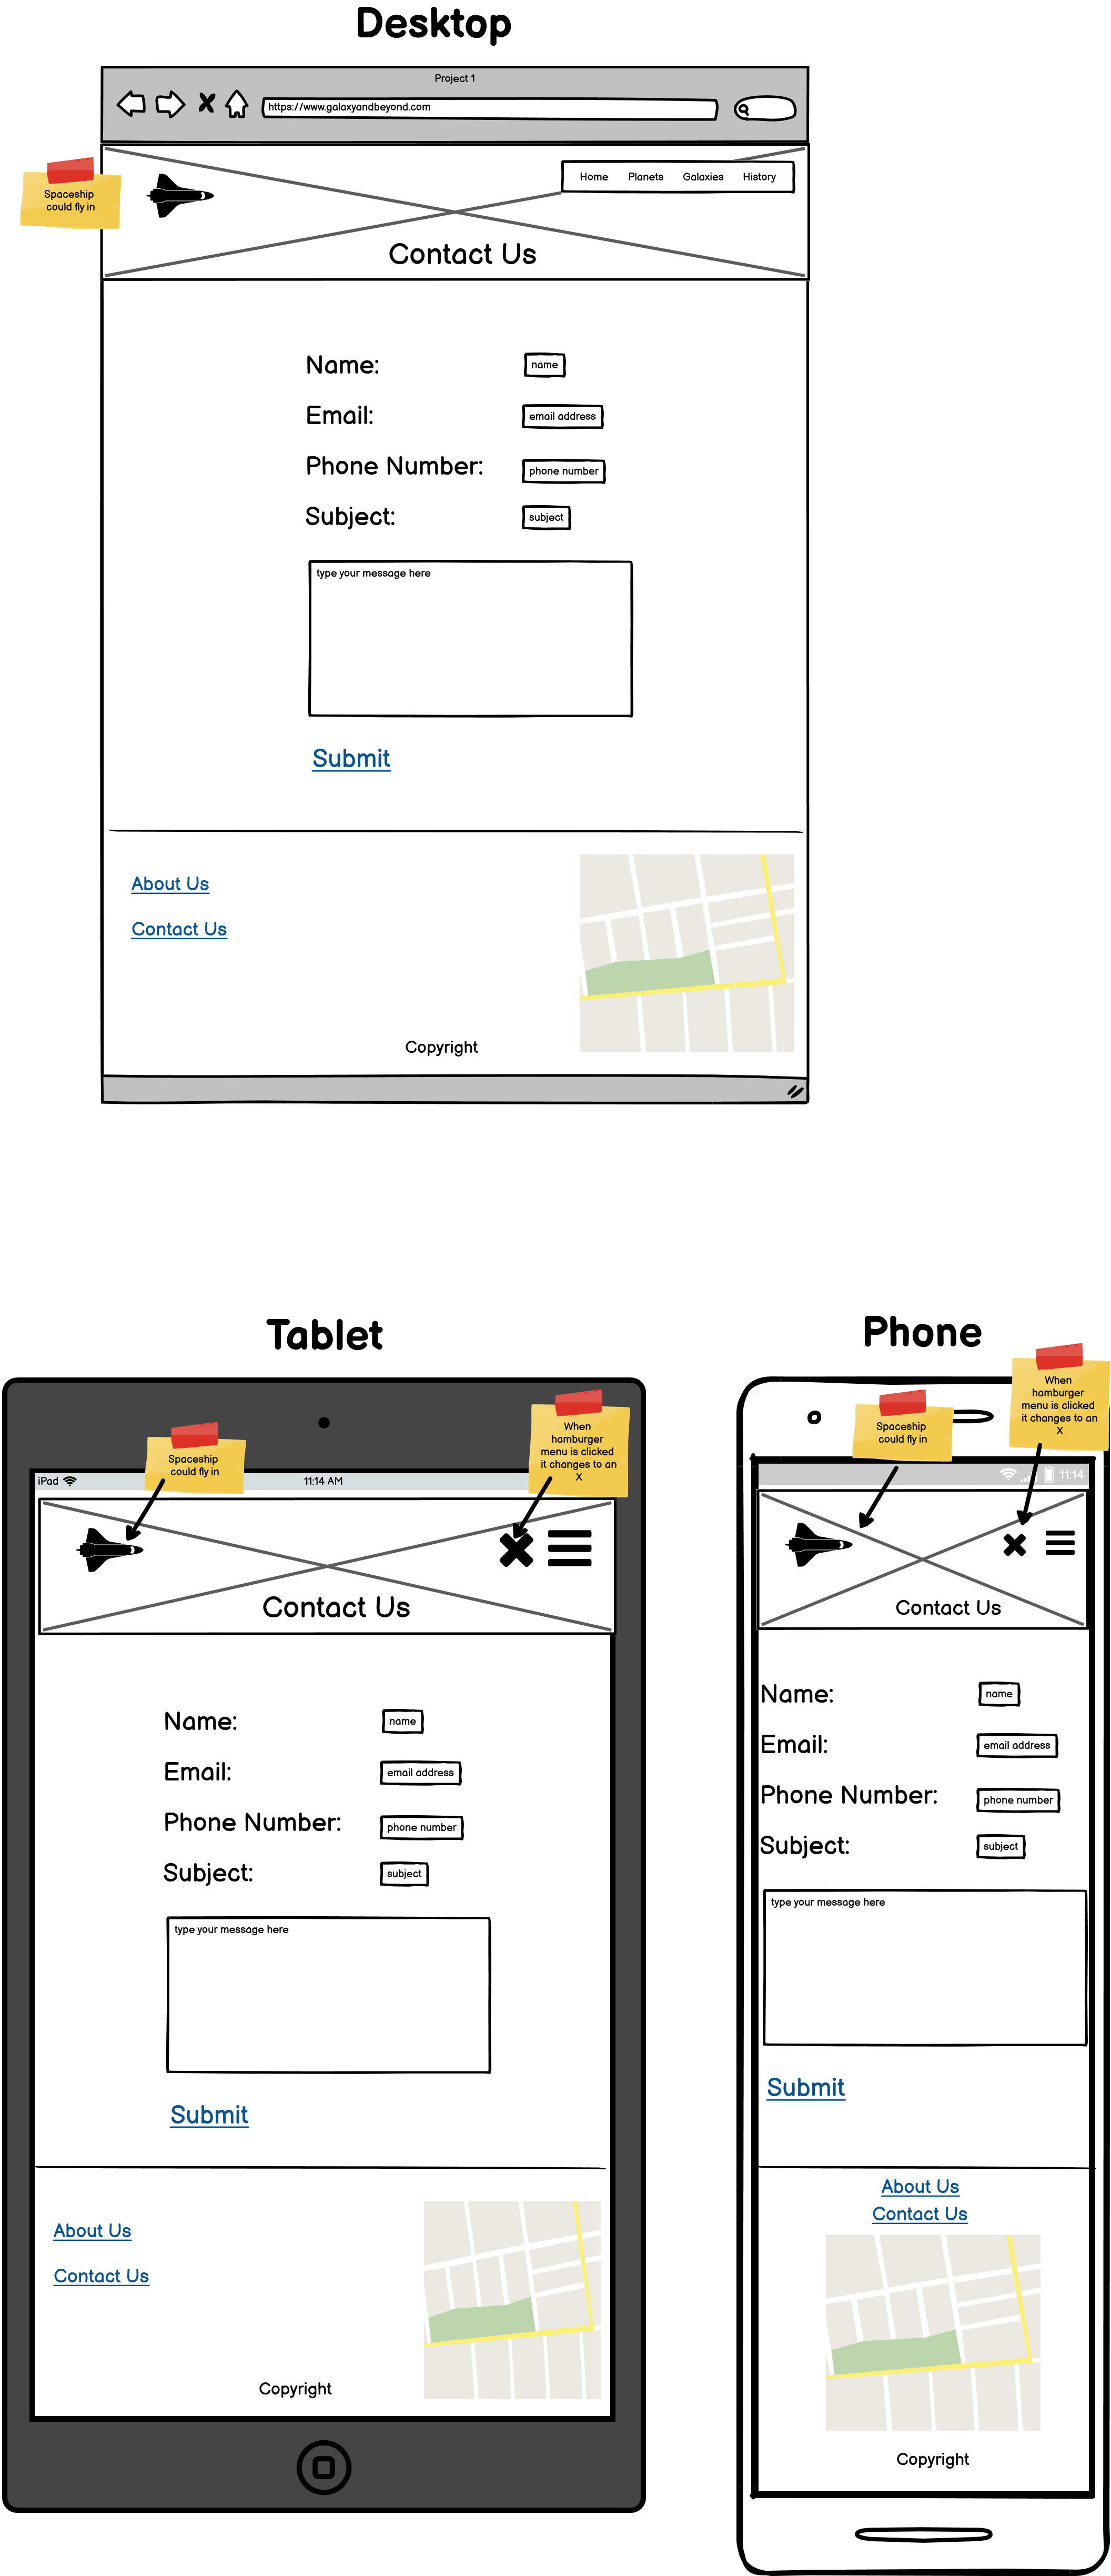 Desktop
Project 1
https://www.galaxyandbeyond.com
Spaceship
could fly in
Home Planets Galaxies History
Contact Us
Name: name
Email: email address
Phone Number: phone number
Subject: subject
type your message here
Submit
About Us
Contact Us
Copyright
Tablet
Spaceship
could fly in
When
hamburger
menu is clicked
it changes to an
X
iPad 11:14 AM
Contact Us
Name: name
Email: email address
Phone Number: phone number
Subject: subject
type your message here
Submit
About Us
Contact Us
Copyright
Phone
When
hamburger
menu is clicked
it changes to an
X
Spaceship
could fly in
11:14
Contact Us
Name: name
Email: email address
Phone Number: phone number
Subject: subject
type your message here
Submit
About Us
Contact Us
Copyright